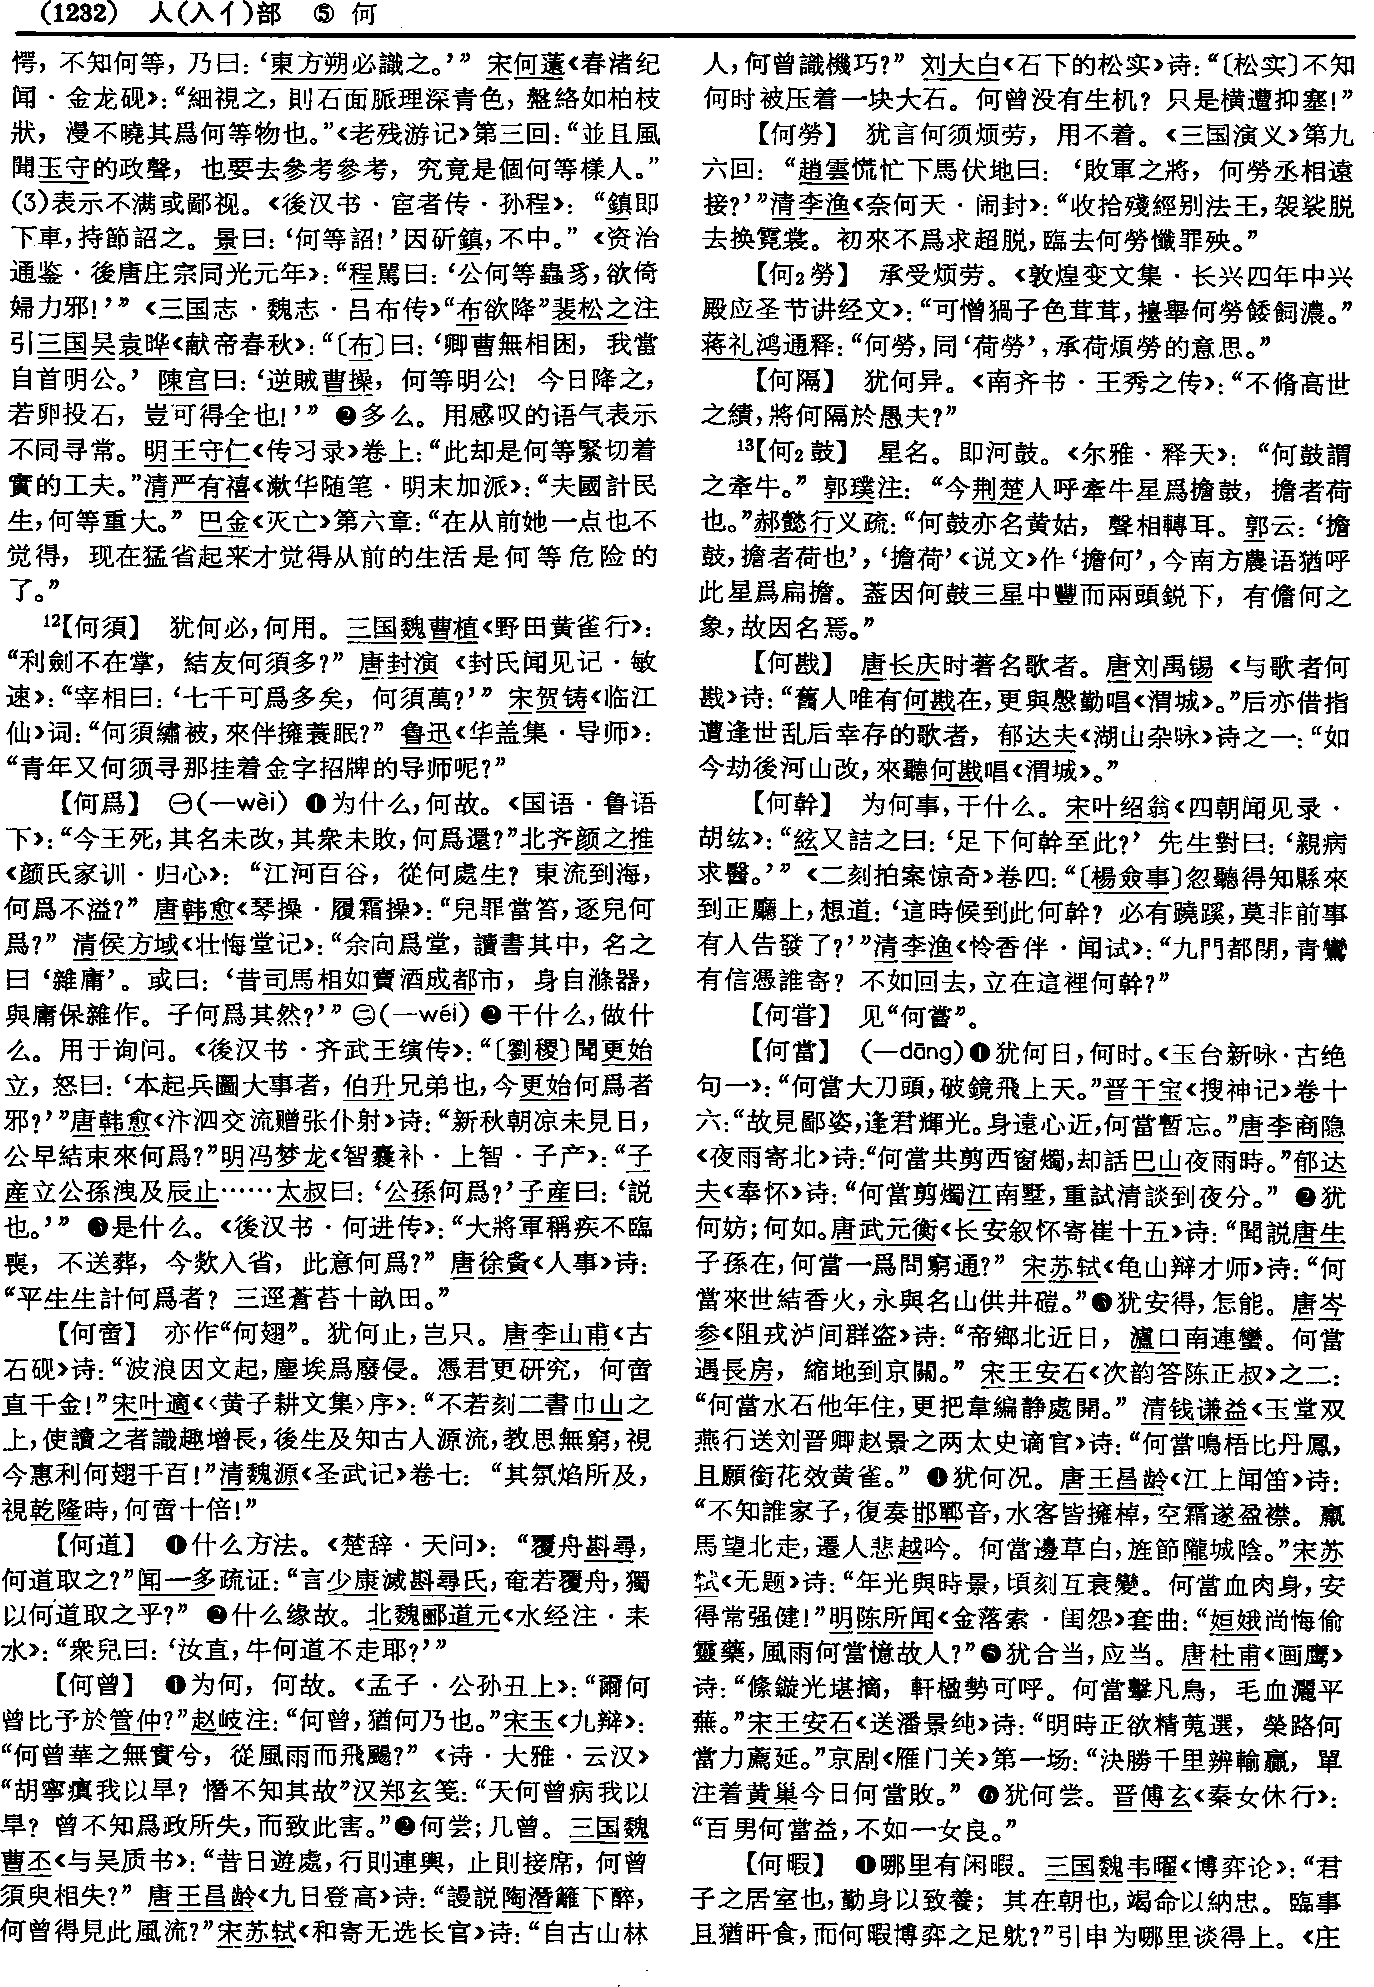 (1232) 人(入亻)部 ⑤ 何
愕，不知何等，乃曰：‘東方朔必識之。’” 宋何薳《春渚纪
闻·金龙砚》：“細視之，則石面脈理深青色，盤絡如柏枝
狀，漫不曉其爲何等物也。”《老残游记》第三回：“並且風
聞玉守的政聲，也要去參考參考，究竟是個何等樣人。”
(3)表示不满或鄙视。《後汉书·宦者传·孙程》：“鎮即
下車，持節詔之。景曰：‘何等詔！’因斫鎮，不中。” 《资治
通鉴·後唐庄宗同光元年》：“程駡曰：‘公何等蟲豸，欲倚
婦力邪！’” 《三国志·魏志·吕布传》“布欲降”裴松之注
引三国吴袁晔《献帝春秋》：“〔布〕曰：‘卿曹無相困，我當
自首明公。’ 陳宫曰：‘逆賊曹操，何等明公！今日降之，
若卵投石，豈可得全也！’” ❷多么。用感叹的语气表示
不同寻常。明王守仁《传习录》卷上：“此却是何等緊切着
實的工夫。”清严有禧《漱华随笔·明末加派》：“夫國計民
生，何等重大。” 巴金《灭亡》第六章：“在从前她一点也不
觉得，现在猛省起来才觉得从前的生活是何等危险的
了。”
¹²【何須】 犹何必，何用。三国魏曹植《野田黄雀行》：
“利劍不在掌，結友何須多？” 唐封演《封氏闻见记·敏
速》：“宰相曰：‘七千可爲多矣，何須萬？’” 宋贺铸《临江
仙》词：“何須繡被，來伴擁蓑眠？” 鲁迅《华盖集·导师》：
“青年又何须寻那挂着金字招牌的导师呢？”
【何爲】 ㊀(—wèi) ❶为什么，何故。《国语·鲁语
下》：“今王死，其名未改，其衆未敗，何爲還？”北齐颜之推
《颜氏家训·归心》：“江河百谷，從何處生？東流到海，
何爲不溢？” 唐韩愈《琴操·履霜操》：“兒罪當笞，逐兒何
爲？” 清侯方域《壮悔堂记》：“余向爲堂，讀書其中，名之
曰‘雜庸’。或曰：‘昔司馬相如賣酒成都市，身自滌器，
與庸保雜作。子何爲其然？’” ㊁(—wéi) ❷干什么，做什
么。用于询问。《後汉书·齐武王縯传》：“〔劉稷〕聞更始
立，怒曰：‘本起兵圖大事者，伯升兄弟也，今更始何爲者
邪？’”唐韩愈《汴泗交流赠张仆射》诗：“新秋朝凉未見日，
公早結束來何爲？”明冯梦龙《智囊补·上智·子产》：“子
產立公孫洩及辰止……太叔曰：‘公孫何爲？’子產曰：‘説
也。’” ❸是什么。《後汉书·何进传》：“大將軍稱疾不臨
喪，不送葬，今欻入省，此意何爲？” 唐徐夤《人事》诗：
“平生生計何爲者？三逕蒼苔十畝田。”
【何啻】 亦作“何翅”。犹何止，岂只。唐李山甫《古
石砚》诗：“波浪因文起，塵埃爲廢侵。憑君更研究，何啻
直千金！”宋叶適《〈黄子耕文集〉序》：“不若刻二書巾山之
上，使讀之者識趣增長，後生及知古人源流，教思無窮，視
今惠利何翅千百！”清魏源《圣武记》卷七：“其氛焰所及，
視乾隆時，何啻十倍！”
【何道】 ❶什么方法。《楚辞·天问》：“覆舟斟尋，
何道取之？”闻一多疏证：“言少康滅斟尋氏，奄若覆舟，獨
以何道取之乎？” ❷什么缘故。北魏郦道元《水经注·耒
水》：“衆兒曰：‘汝直，牛何道不走耶？’”
【何曾】 ❶为何，何故。《孟子·公孙丑上》：“爾何
曾比予於管仲？”赵岐注：“何曾，猶何乃也。”宋玉《九辩》：
“何曾華之無實兮，從風雨而飛颺？” 《诗·大雅·云汉》
“胡寧瘨我以旱？憯不知其故”汉郑玄笺：“天何曾病我以
旱？曾不知爲政所失，而致此害。”❷何尝；几曾。三国魏
曹丕《与吴质书》：“昔日遊處，行則連輿，止則接席，何曾
須臾相失？” 唐王昌龄《九日登高》诗：“謾説陶潛籬下醉，
何曾得見此風流？”宋苏轼《和寄无选长官》诗：“自古山林
人，何曾識機巧？” 刘大白《石下的松实》诗：“〔松实〕不知
何时被压着一块大石。何曾没有生机？只是横遭抑塞！”
【何勞】 犹言何须烦劳，用不着。《三国演义》第九
六回：“趙雲慌忙下馬伏地曰：‘敗軍之將，何勞丞相遠
接？’”清李渔《奈何天·闹封》：“收拾殘經别法王，袈裟脱
去换霓裳。初來不爲求超脱，臨去何勞懺罪殃。”
【何₂勞】 承受烦劳。《敦煌变文集·长兴四年中兴
殿应圣节讲经文》：“可憎猧子色茸茸，擡舉何勞餧飼濃。”
蒋礼鸿通释：“何勞，同‘荷勞’，承荷煩勞的意思。”
【何隔】 犹何异。《南齐书·王秀之传》：“不脩高世
之績，將何隔於愚夫？”
¹³【何₂鼓】 星名。即河鼓。《尔雅·释天》：“何鼓謂
之牽牛。” 郭璞注：“今荆楚人呼牽牛星爲擔鼓，擔者荷
也。”郝懿行义疏：“何鼓亦名黄姑，聲相轉耳。郭云：‘擔
鼓，擔者荷也’，‘擔荷’《说文》作‘儋何’，今南方農语猶呼
此星爲扁擔。葢因何鼓三星中豐而兩頭鋭下，有儋何之
象，故因名焉。”
【何戡】 唐长庆时著名歌者。唐刘禹锡《与歌者何
戡》诗：“舊人唯有何戡在，更與慇勤唱《渭城》。”后亦借指
遭逢世乱后幸存的歌者，郁达夫《湖山杂咏》诗之一：“如
今劫後河山改，來聽何戡唱《渭城》。”
【何幹】 为何事，干什么。宋叶绍翁《四朝闻见录·
胡纮》：“紘又詰之曰：‘足下何幹至此？’ 先生對曰：‘親病
求醫。’” 《二刻拍案惊奇》卷四：“〔楊僉事〕忽聽得知縣來
到正廳上，想道：‘這時候到此何幹？必有蹺蹊，莫非前事
有人告發了？’”清李渔《怜香伴·闻试》：“九門都閉，青鸞
有信憑誰寄？不如回去，立在這裡何幹？”
【何甞】 见“何嘗”。
【何當】 (—dāng)❶犹何日，何时。《玉台新咏·古绝
句一》：“何當大刀頭，破鏡飛上天。”晋干宝《搜神记》卷十
六：“故見鄙姿，逢君輝光。身遠心近，何當暫忘。”唐李商隐
《夜雨寄北》诗：“何當共剪西窗燭，却話巴山夜雨時。”郁达
夫《奉怀》诗：“何當剪燭江南墅，重試清談到夜分。” ❷犹
何妨；何如。唐武元衡《长安叙怀寄崔十五》诗：“聞説唐生
子孫在，何當一爲問窮通？” 宋苏轼《龟山辩才师》诗：“何
當來世結香火，永與名山供井磑。”❸犹安得，怎能。唐岑
参《阻戎泸间群盗》诗：“帝鄉北近日，瀘口南連蠻。何當
遇長房，縮地到京關。” 宋王安石《次韵答陈正叔》之二：
“何當水石他年住，更把韋編静處開。” 清钱谦益《玉堂双
燕行送刘晋卿赵景之两太史谪官》诗：“何當鳴梧比丹鳳，
且願銜花效黄雀。” ❹犹何况。唐王昌龄《江上闻笛》诗：
“不知誰家子，復奏邯鄲音，水客皆擁棹，空霜遂盈襟。羸
馬望北走，遷人悲越吟。何當邊草白，旌節隴城陰。”宋苏
轼《无题》诗：“年光與時景，頃刻互衰變。何當血肉身，安
得常强健！”明陈所闻《金落索·闺怨》套曲：“姮娥尚悔偷
靈藥，風雨何當憶故人？”❺犹合当，应当。唐杜甫《画鹰》
诗：“絛鏇光堪摘，軒楹勢可呼。何當擊凡鳥，毛血灑平
蕪。”宋王安石《送潘景纯》诗：“明時正欲精蒐選，榮路何
當力薦延。”京剧《雁门关》第一场：“決勝千里辨輸贏，單
注着黄巢今日何當敗。” ❻犹何尝。晋傅玄《秦女休行》：
“百男何當益，不如一女良。”
【何暇】 ❶哪里有闲暇。三国魏韦曜《博弈论》：“君
子之居室也，勤身以致養；其在朝也，竭命以納忠。臨事
且猶旰食，而何暇博弈之足躭？”引申为哪里谈得上。《庄